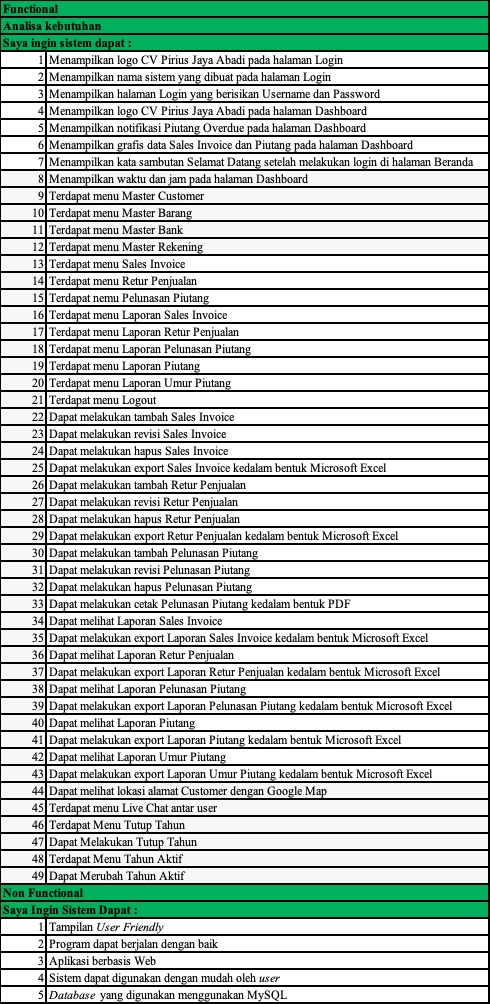 Functional
Analisa kebutuhan
Saya ingin sistem dapat :
1 Menampilkan logo CV Pirius Jaya Abadi pada halaman Login
2 Menampilkan nama sistem yang dibuat pada halaman Login
3 Menampilkan halaman Login yang berisikan Username dan Password
4 Menampilkan logo CV Pirius Jaya Abadi pada halaman Dashboard
5 Menampilkan notifikasi Piutang Overdue pada halaman Dashboard
6 Menampilkan grafis data Sales Invoice dan Piutang pada halaman Dashboard
7 Menampilkan kata sambutan Selamat Datang setelah melakukan login di halaman Beranda
8 Menampilkan waktu dan jam pada halaman Dashboard
9 Terdapat menu Master Customer
10 Terdapat menu Master Barang
11 Terdapat menu Master Bank
12 Terdapat menu Master Rekening
13 Terdapat menu Sales Invoice
14 Terdapat menu Retur Penjualan
15 Terdapat nemu Pelunasan Piutang
16 Terdapat menu Laporan Sales Invoice
17 Terdapat menu Laporan Retur Penjualan
18 Terdapat menu Laporan Pelunasan Piutang
19 Terdapat menu Laporan Piutang
20 Terdapat menu Laporan Umur Piutang
21 Terdapat menu Logout
22 Dapat melakukan tambah Sales Invoice
23 Dapat melakukan revisi Sales Invoice
24 Dapat melakukan hapus Sales Invoice
25 Dapat melakukan export Sales Invoice kedalam bentuk Microsoft Excel
26 Dapat melakukan tambah Retur Penjualan
27 Dapat melakukan revisi Retur Penjualan
28 Dapat melakukan hapus Retur Penjualan
29 Dapat melakukan export Retur Penjualan kedalam bentuk Microsoft Excel
30 Dapat melakukan tambah Pelunasan Piutang
31 Dapat melakukan revisi Pelunasan Piutang
32 Dapat melakukan hapus Pelunasan Piutang
33 Dapat melakukan cetak Pelunasan Piutang kedalam bentuk PDF
34 Dapat melihat Laporan Sales Invoice
35 Dapat melakukan export Laporan Sales Invoice kedalam bentuk Microsoft Excel
36 Dapat melihat Laporan Retur Penjualan
37 Dapat melakukan export Laporan Retur Penjualan kedalam bentuk Microsoft Excel
38 Dapat melihat Laporan Pelunasan Piutang
39 Dapat melakukan export Laporan Pelunasan Piutang kedalam bentuk Microsoft Excel
40 Dapat melihat Laporan Piutang
41 Dapat melakukan export Laporan Piutang kedalam bentuk Microsoft Excel
42 Dapat melihat Laporan Umur Piutang
43 Dapat melakukan export Laporan Umur Piutang kedalam bentuk Microsoft Excel
44 Dapat melihat lokasi alamat Customer dengan Google Map
45 Terdapat menu Live Chat antar user
46 Terdapat Menu Tutup Tahun
47 Dapat Melakukan Tutup Tahun
48 Terdapat Menu Tahun Aktif
49 Dapat Merubah Tahun Aktif
Non Functional
Saya Ingin Sistem Dapat :
1 Tampilan User Friendly
2 Program dapat berjalan dengan baik
3 Aplikasi berbasis Web
4 Sistem dapat digunakan dengan mudah oleh user
5 Database yang digunakan menggunakan MySQL